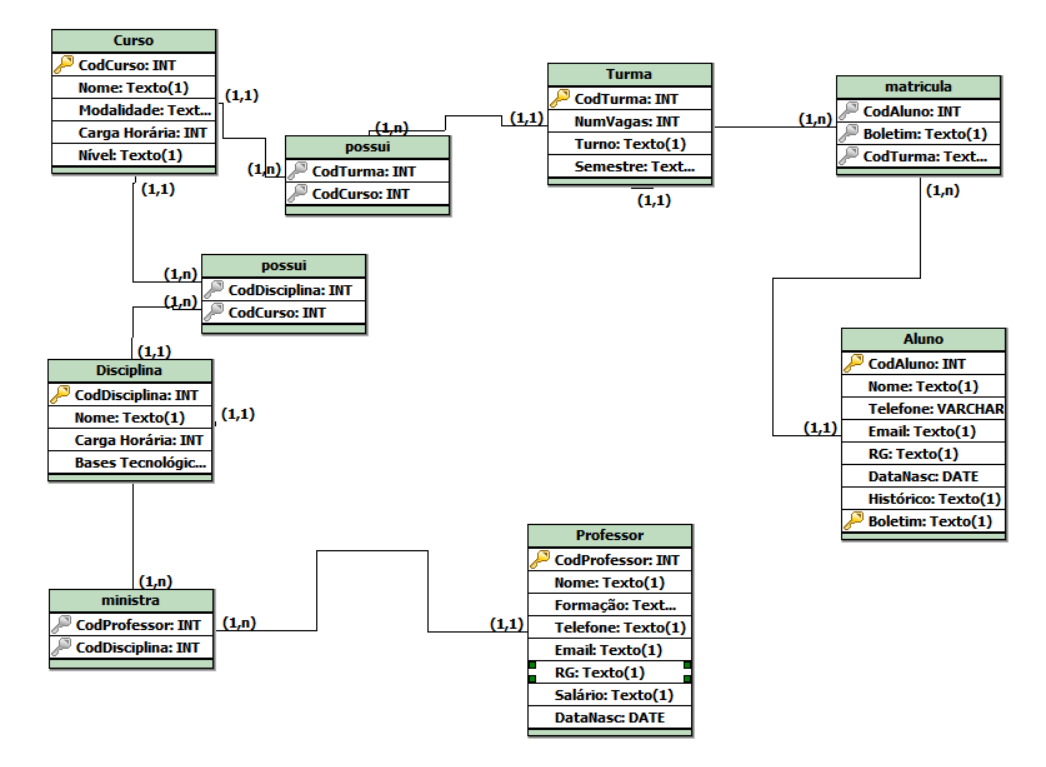 Curso
CodCurso: INT
Nome: Texto(1)
Modalidade: Text...
Carga Horária: INT
Nível: Texto(1)
(1,1)
(1,1)
(1,n)
(1,n)
possui
CodTurma: INT
CodCurso: INT
(1,1)
Turma
CodTurma: INT
NumVagas: INT
Turno: Texto(1)
Semestre: Text...
(1,1)
(1,n)
matricula
CodAluno: INT
Boletim: Texto(1)
CodTurma: Text...
(1,n)
(1,n)
(1,n)
possui
CodDisciplina: INT
CodCurso: INT
(1,1)
Disciplina
CodDisciplina: INT
Nome: Texto(1)
Carga Horária: INT
Bases Tecnológic...
(1,1)
(1,1)
Aluno
CodAluno: INT
Nome: Texto(1)
Telefone: VARCHAR
Email: Texto(1)
RG: Texto(1)
DataNasc: DATE
Histórico: Texto(1)
Boletim: Texto(1)
(1,n)
ministra
CodProfessor: INT
CodDisciplina: INT
(1,n)
(1,1)
Professor
CodProfessor: INT
Nome: Texto(1)
Formação: Text...
Telefone: Texto(1)
Email: Texto(1)
RG: Texto(1)
Salário: Texto(1)
DataNasc: DATE